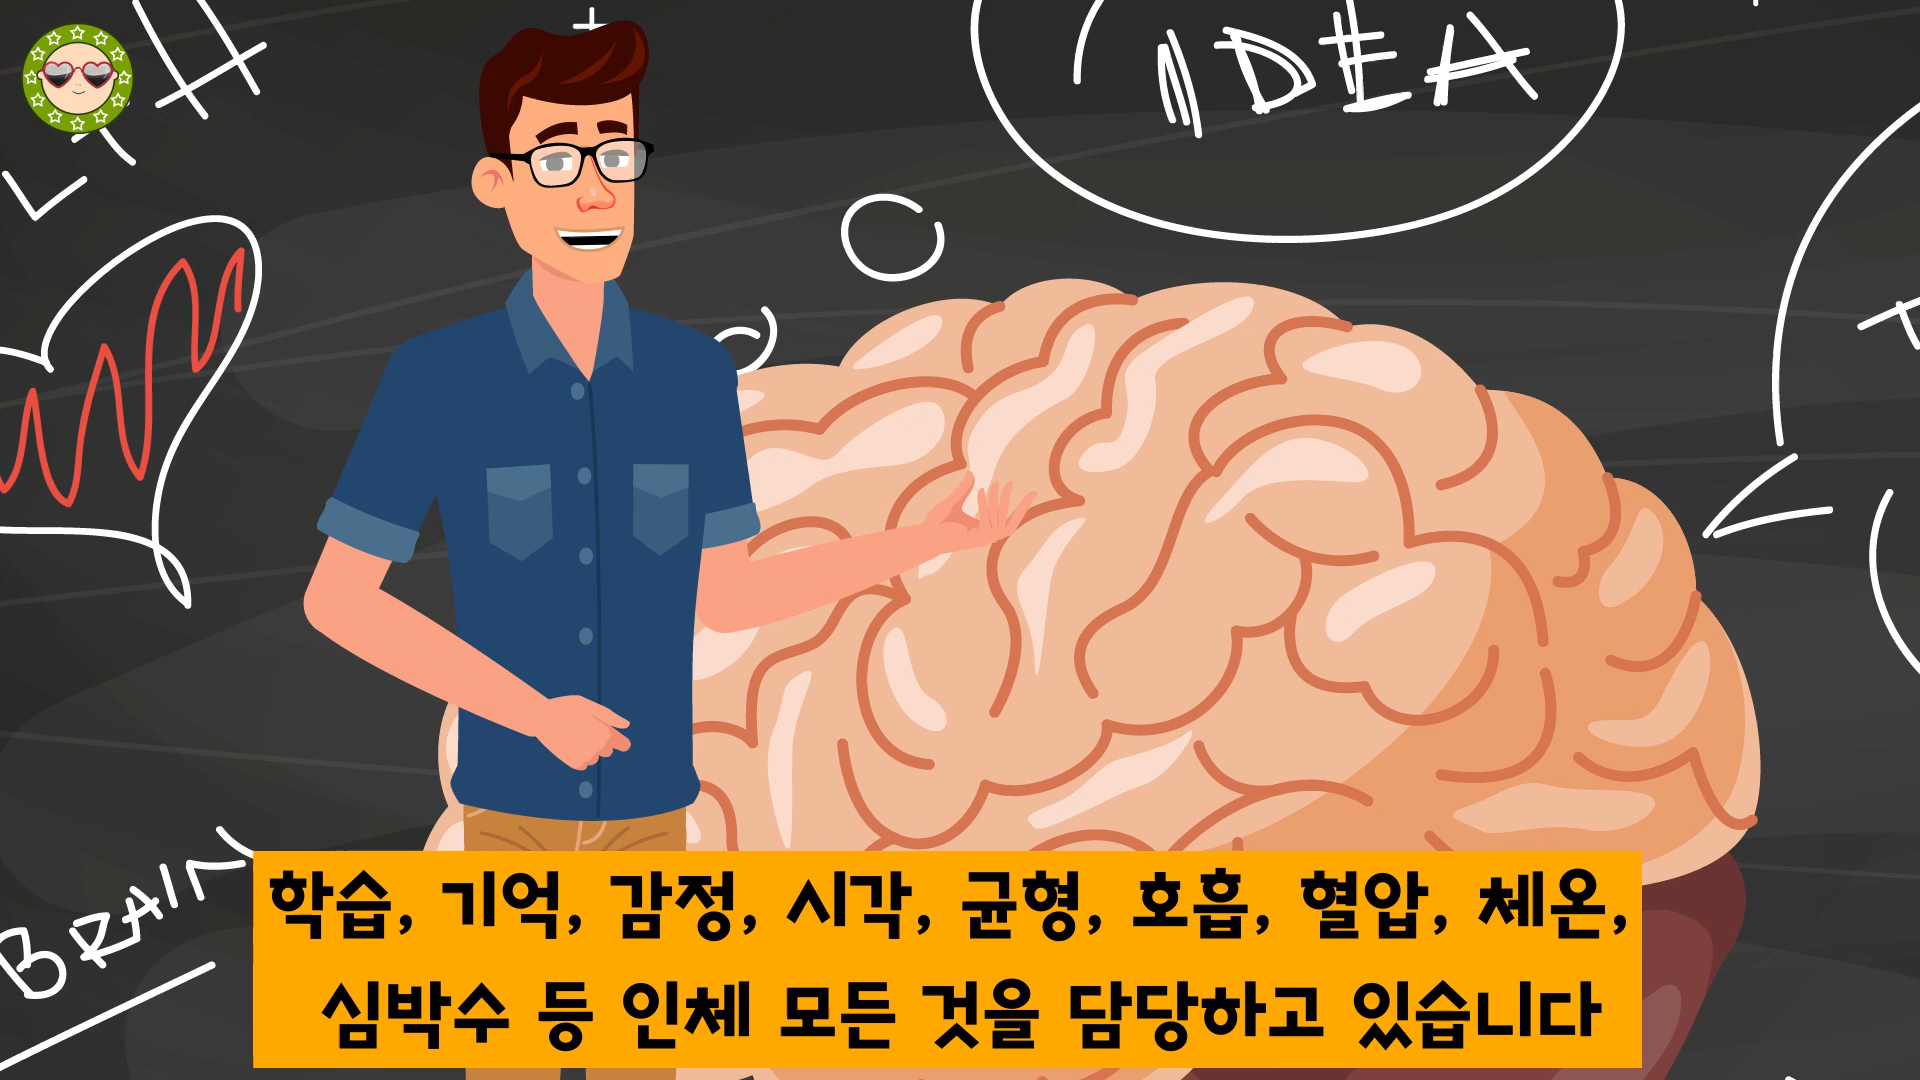 IDEA
BRAIN
학습, 기억, 감정, 시각, 균형, 호흡, 혈압, 체온,
심박수 등 인체 모든 것을 담당하고 있습니다